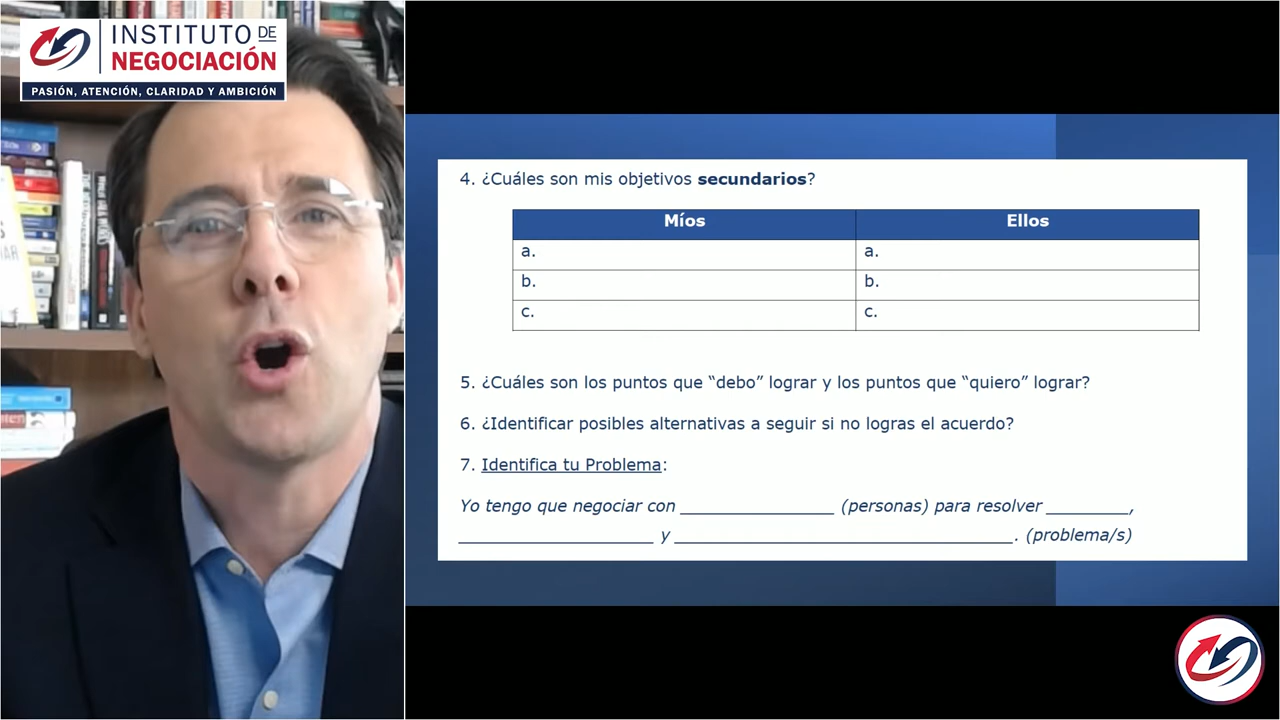 INSTITUTO DE
NEGOCIACIÓN
PASIÓN, ATENCIÓN, CLARIDAD Y AMBICIÓN
4. ¿Cuáles son mis objetivos secundarios?
Míos Ellos
a. a.
b. b.
c. c.
5. ¿Cuáles son los puntos que “debo” lograr y los puntos que “quiero” lograr?
6. ¿Identificar posibles alternativas a seguir si no logras el acuerdo?
7. Identifica tu Problema:
Yo tengo que negociar con _______________ (personas) para resolver ________,
___________________ y _________________________________. (problema/s)